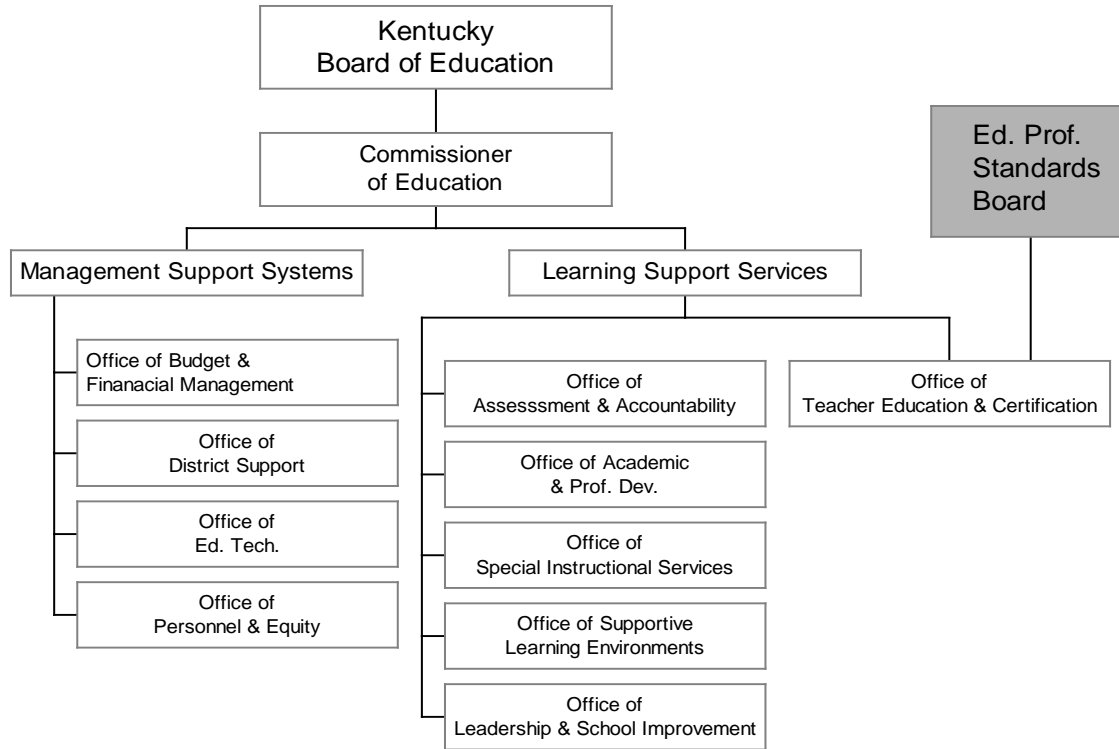 Kentucky
Board of Education
Commissioner
of Education
Ed. Prof.
Standards
Board
Management Support Systems
Learning Support Services
Office of Budget &
Finanacial Management
Office of
District Support
Office of
Ed. Tech.
Office of
Personnel & Equity
Office of
Assesssment & Accountability
Office of Academic
& Prof. Dev.
Office of
Special Instructional Services
Office of Supportive
Learning Environments
Office of
Leadership & School Improvement
Office of
Teacher Education & Certification